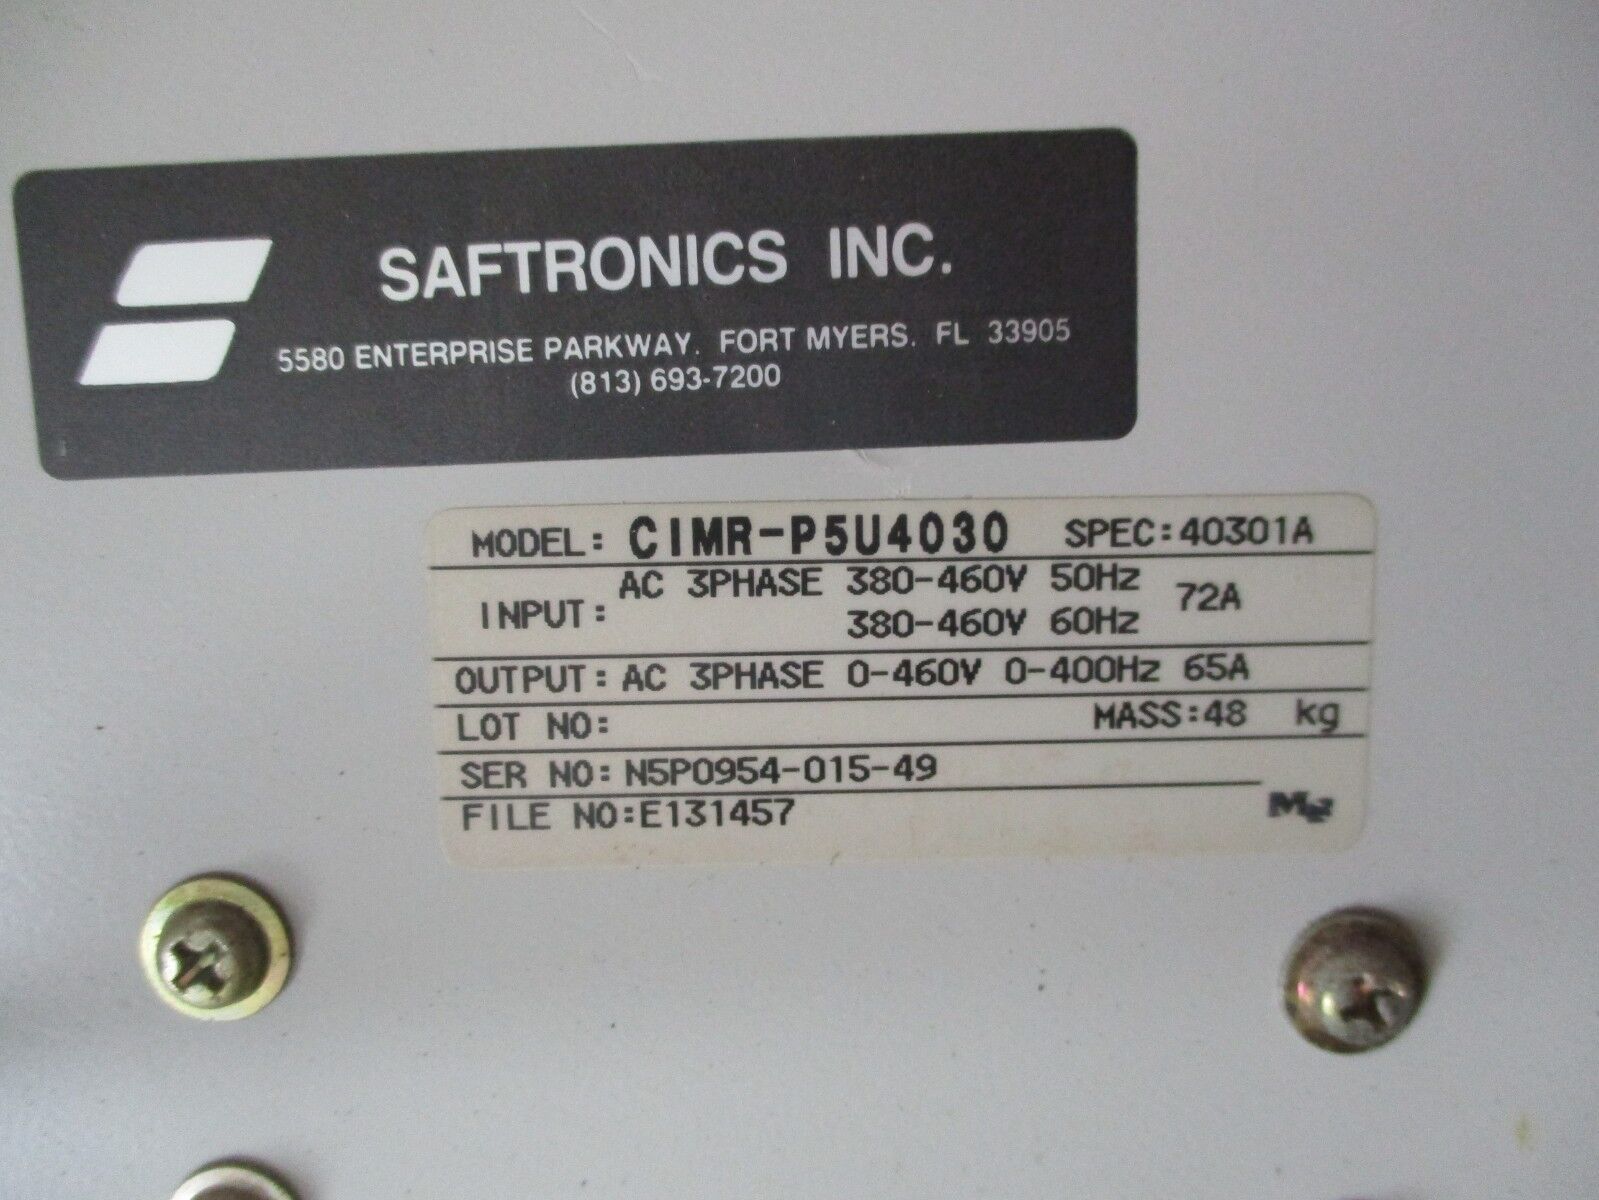 SAFTRONICS INC.
5580 ENTERPRISE PARKWAY. FORT MYERS. FL 33905
(813) 693-7200
MODEL: CIMR-P5U4030 SPEC:40301A
INPUT: AC 3PHASE 380-460V 50Hz 72A
380-460V 60Hz
OUTPUT: AC 3PHASE 0-460V 0-400Hz 65A
LOT NO: MASS:48 kg
SER NO: N5P0954-015-49
FILE NO:E131457